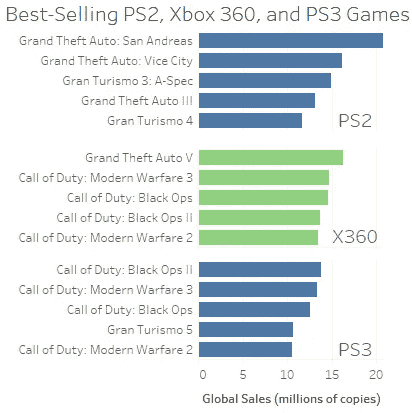 Best-Selling PS2, Xbox 360, and PS3 Games
Grand Theft Auto: San Andreas
Grand Theft Auto: Vice City
Gran Turismo 3: A-Spec
Grand Theft Auto III
Gran Turismo 4
PS2
Grand Theft Auto V
Call of Duty: Modern Warfare 3
Call of Duty: Black Ops
Call of Duty: Black Ops II
Call of Duty: Modern Warfare 2
X360
Call of Duty: Black Ops II
Call of Duty: Modern Warfare 3
Call of Duty: Black Ops
Gran Turismo 5
Call of Duty: Modern Warfare 2
PS3
0 5 10 15 20
Global Sales (millions of copies)